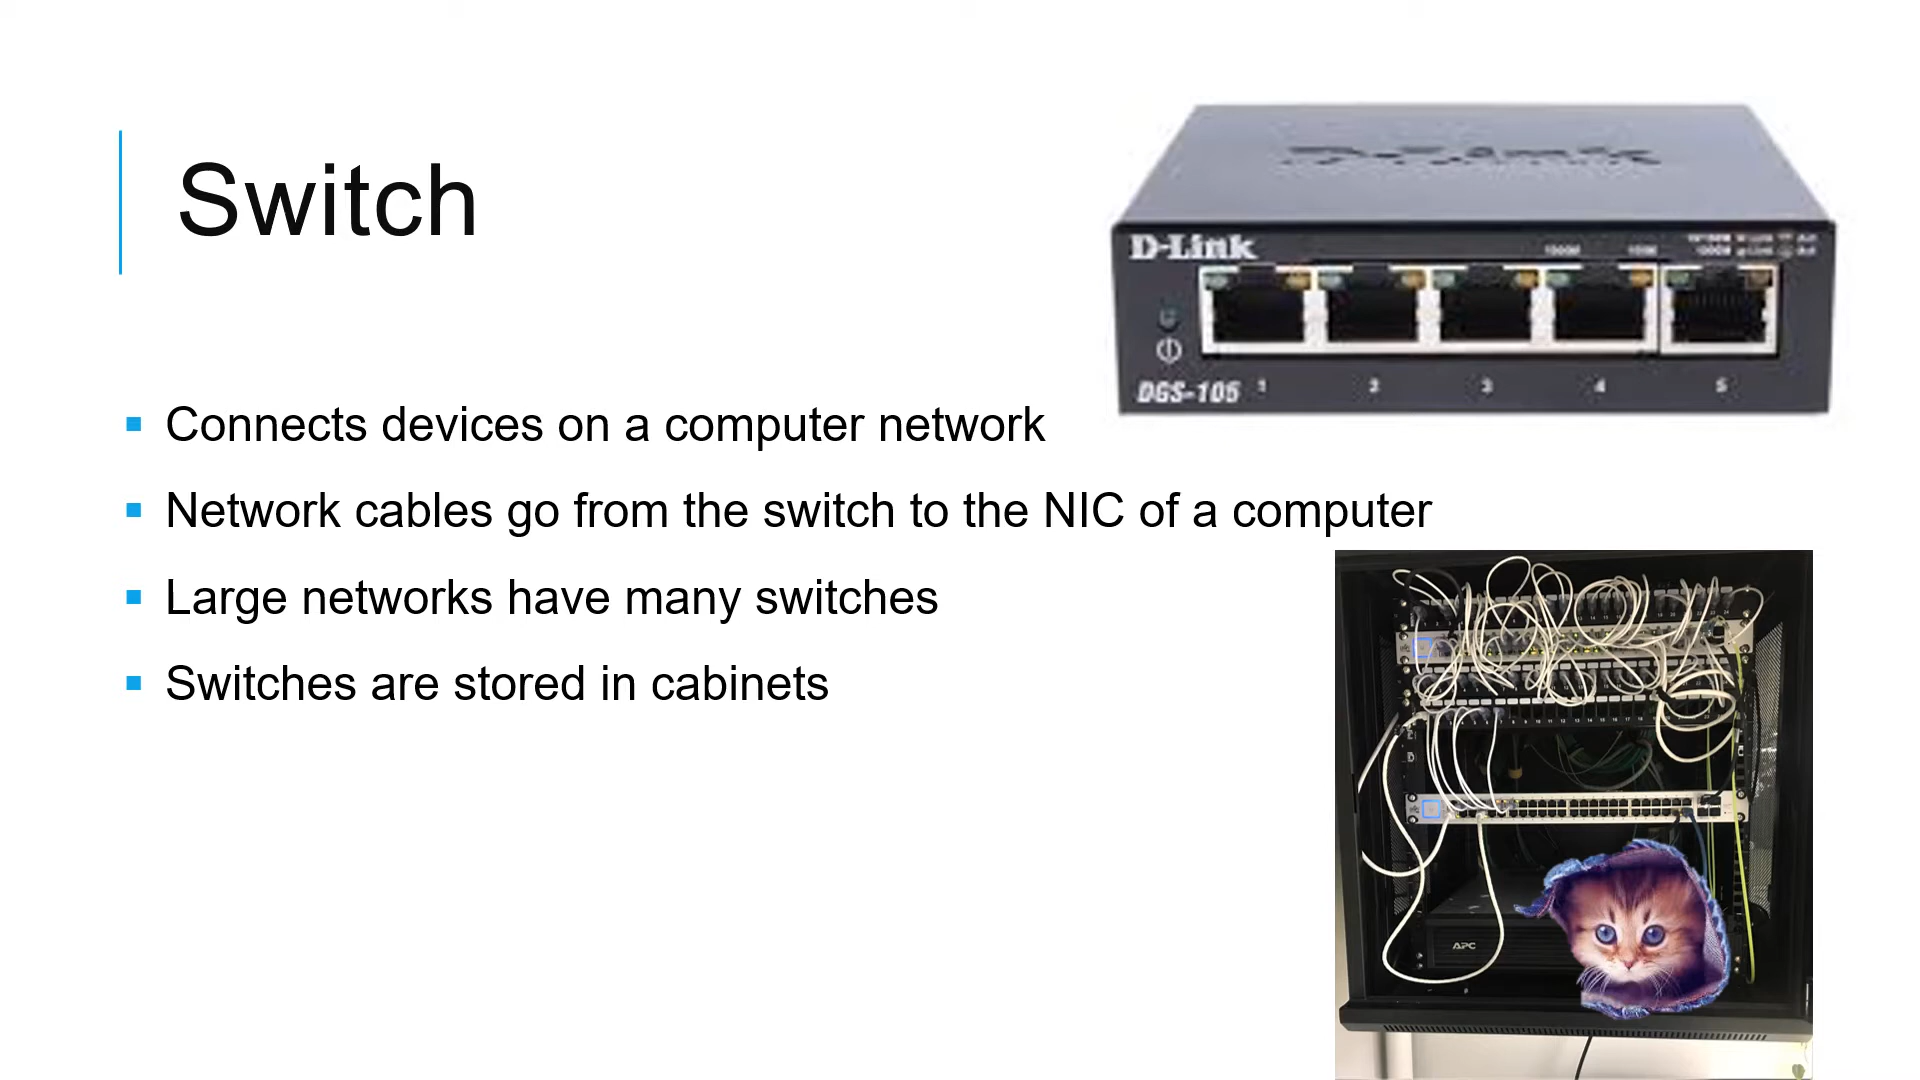 Switch
D-Link
1000M 100M
DGS-105 1 2 3 4 5
Connects devices on a computer network
Network cables go from the switch to the NIC of a computer
Large networks have many switches
Switches are stored in cabinets
APC